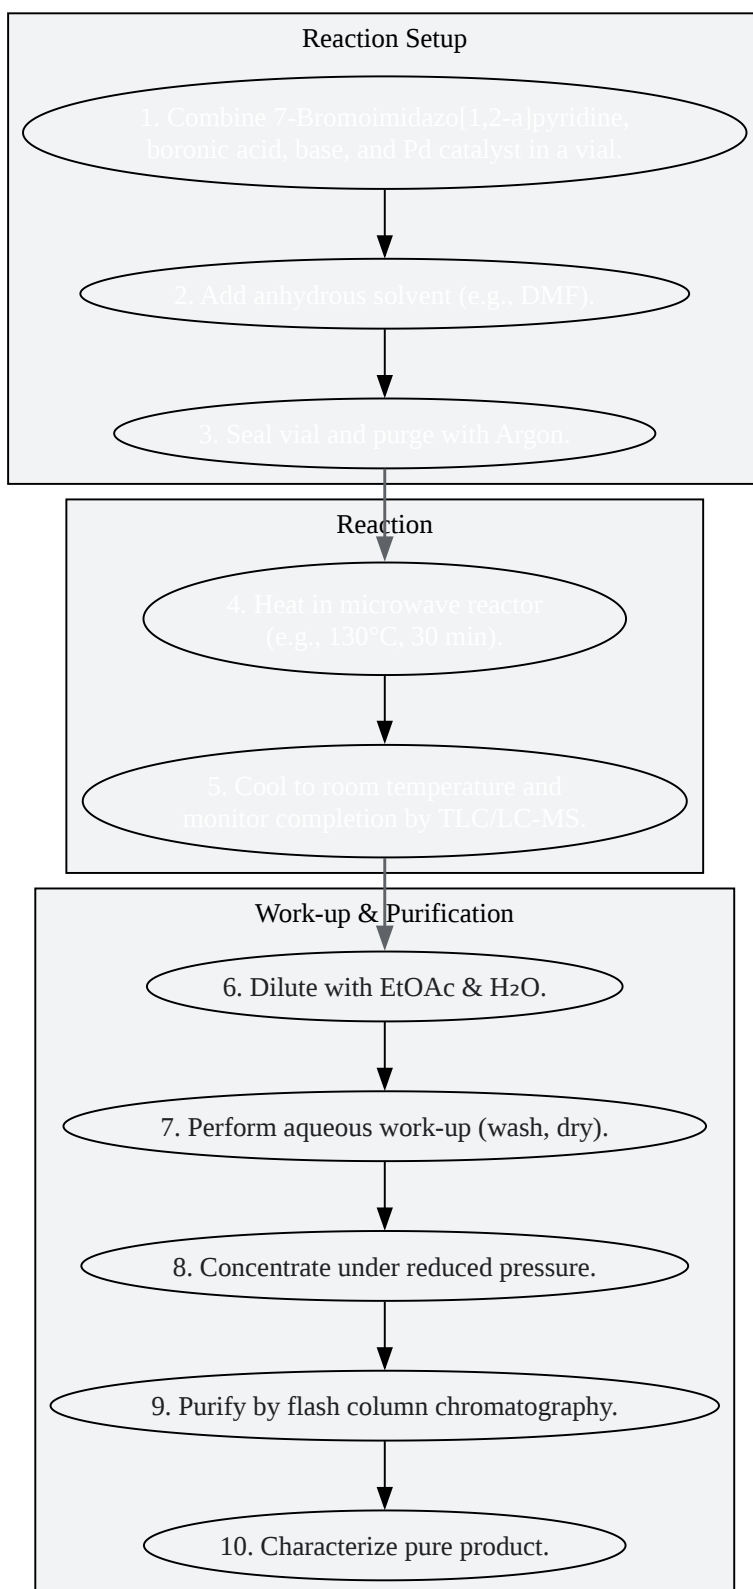 Reaction Setup
1. Combine 7-Bromoimidazo[1,2-a]pyridine,
boronic acid, base, and Pd catalyst in a vial.
2. Add anhydrous solvent (e.g., DMF).
3. Seal vial and purge with Argon.
Reaction
4. Heat in microwave reactor
(e.g., 130°C, 30 min).
5. Cool to room temperature and
monitor completion by TLC/LC-MS.
Work-up & Purification
6. Dilute with EtOAc & H₂O.
7. Perform aqueous work-up (wash, dry).
8. Concentrate under reduced pressure.
9. Purify by flash column chromatography.
10. Characterize pure product.